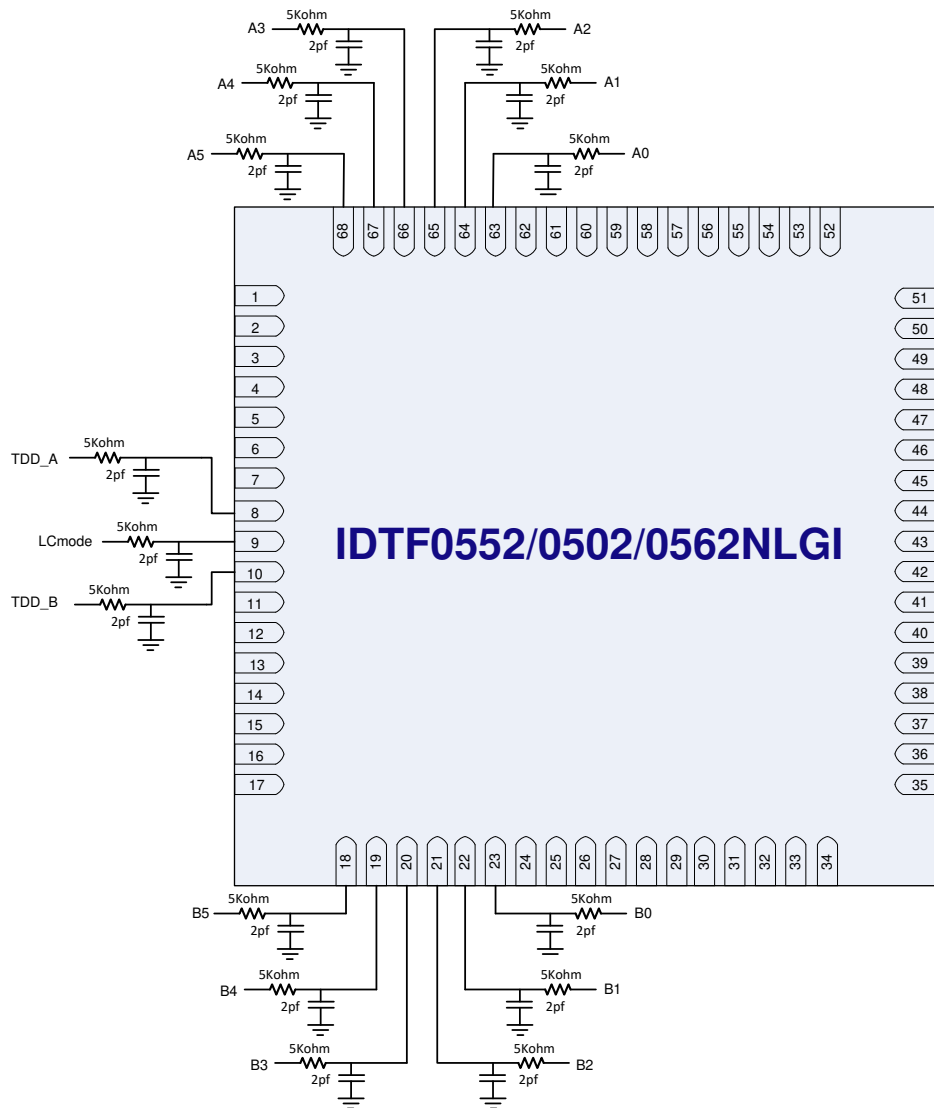 5Kohm
A3
2pf
5Kohm
A2
2pf
5Kohm
A4
2pf
5Kohm
A1
2pf
5Kohm
A5
2pf
5Kohm
A0
2pf
68 67 66 65 64 63 62 61 60 59 58 57 56 55 54 53 52
1
2
3
4
5
6
7
8
9
10
11
12
13
14
15
16
17
5Kohm
TDD_A
2pf
5Kohm
LCmode
2pf
5Kohm
TDD_B
2pf
IDTF0552/0502/0562NLGI
51
50
49
48
47
46
45
44
43
42
41
40
39
38
37
36
35
18 19 20 21 22 23 24 25 26 27 28 29 30 31 32 33 34
5Kohm
B5
2pf
5Kohm
B0
2pf
5Kohm
B4
2pf
5Kohm
B1
2pf
5Kohm
B3
2pf
5Kohm
B2
2pf